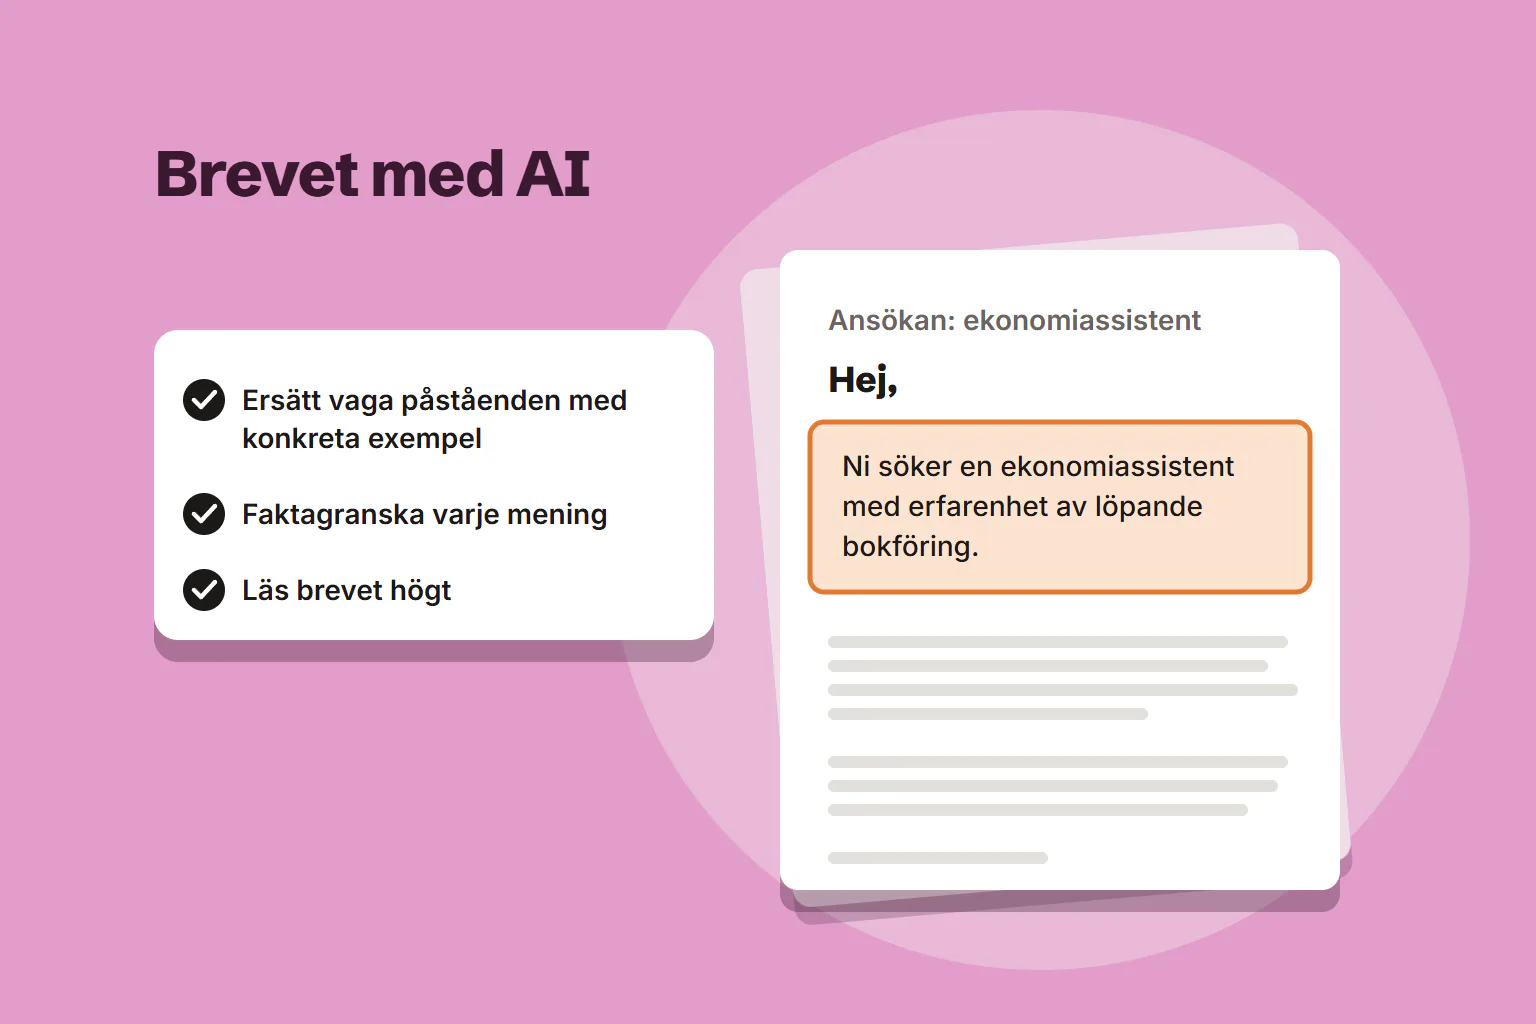 Brevet med AI
Ersätt vaga påståenden med
konkreta exempel
Faktagranska varje mening
Läs brevet högt
Ansökan: ekonomiassistent
Hej,
Ni söker en ekonomiassistent
med erfarenhet av löpande
bokföring.